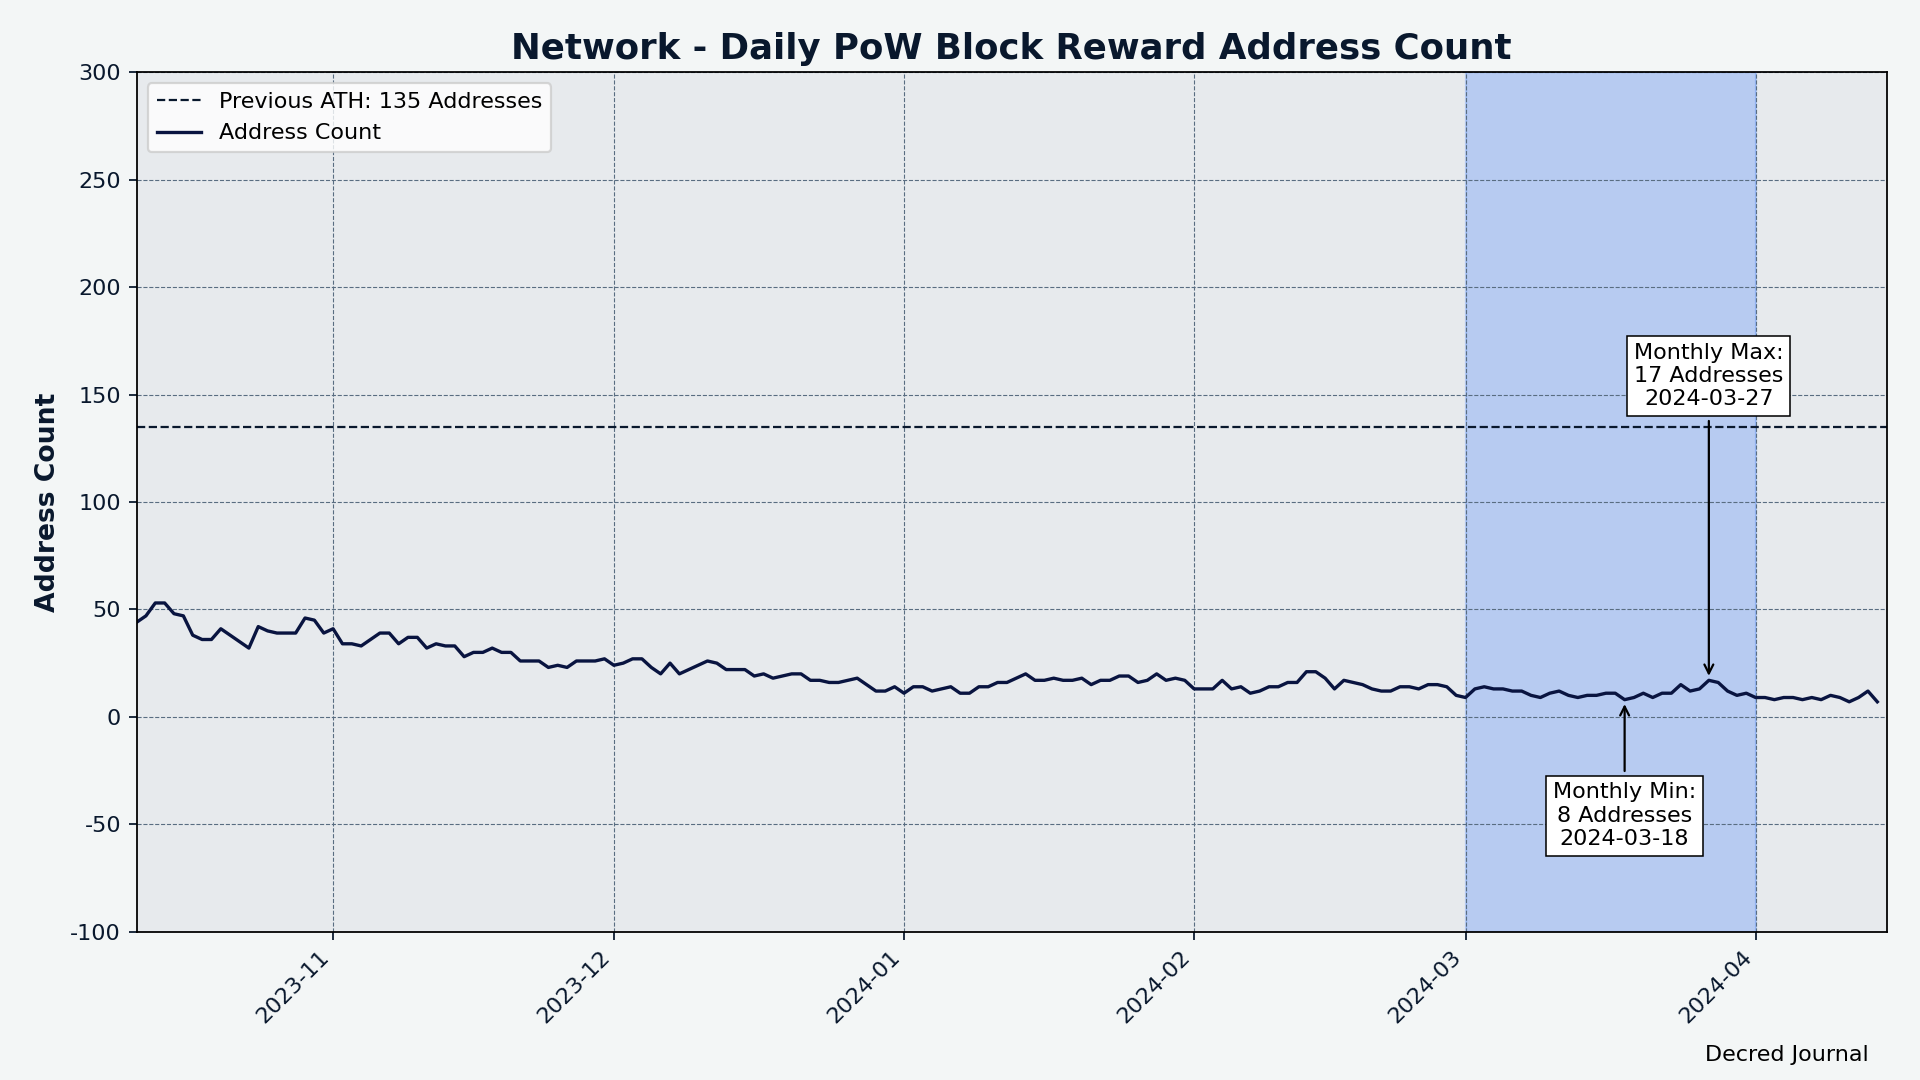 Network - Daily PoW Block Reward Address Count
300
250
200
150
100
50
0
-50
-100
Address Count
Previous ATH: 135 Addresses
Address Count
Monthly Max:
17 Addresses
2024-03-27
Monthly Min:
8 Addresses
2024-03-18
2023-11
2023-12
2024-01
2024-02
2024-03
2024-04
Decred Journal